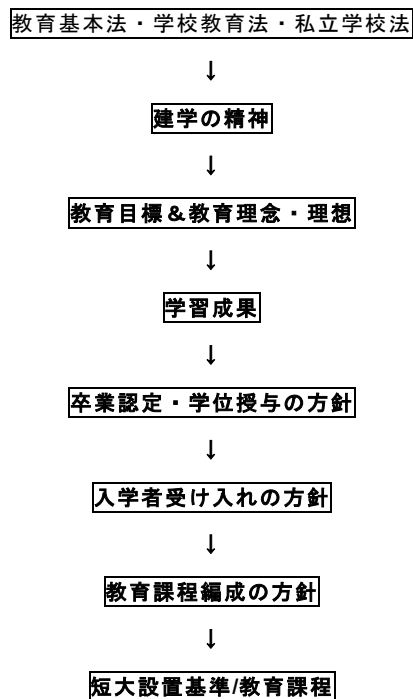 教育基本法・学校教育法・私立学校法
↓
建学の精神
↓
教育目標＆教育理念・理想
↓
学習成果
↓
卒業認定・学位授与の方針
↓
入学者受け入れの方針
↓
教育課程編成の方針
↓
短大設置基準/教育課程